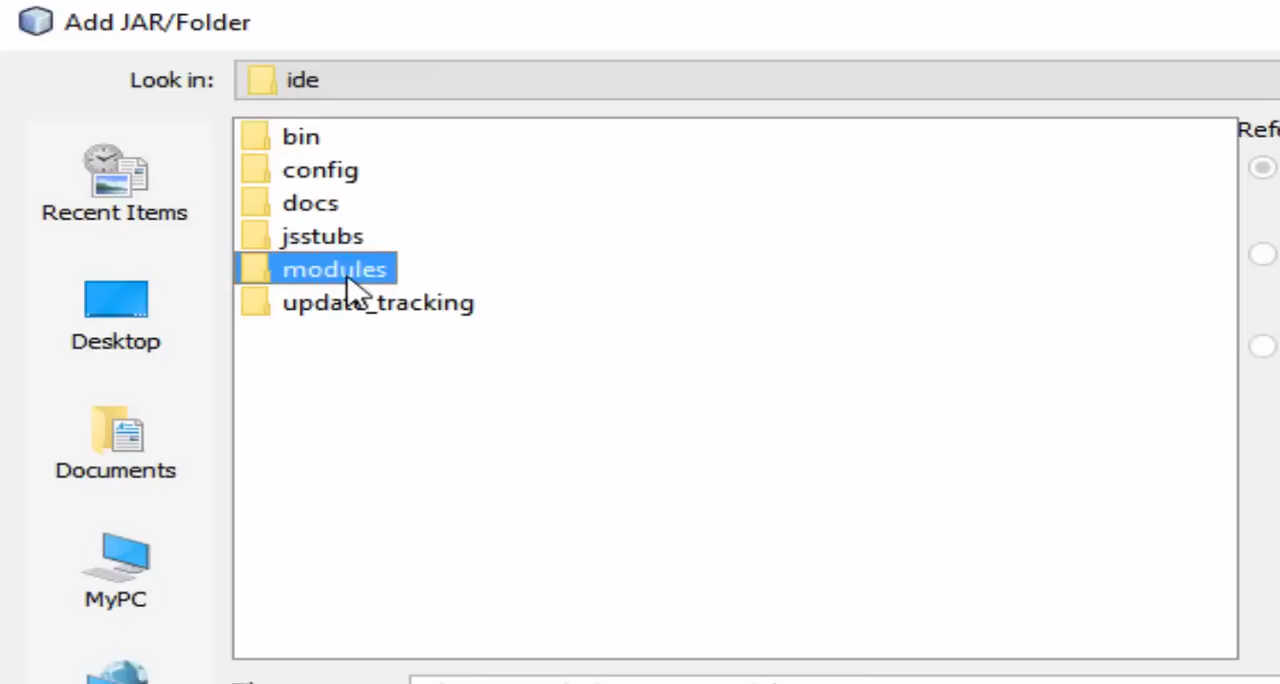 Add JAR/Folder
Look in: ide
bin
config
docs
jsstubs
modules
update_tracking
Recent Items
Desktop
Documents
MyPC